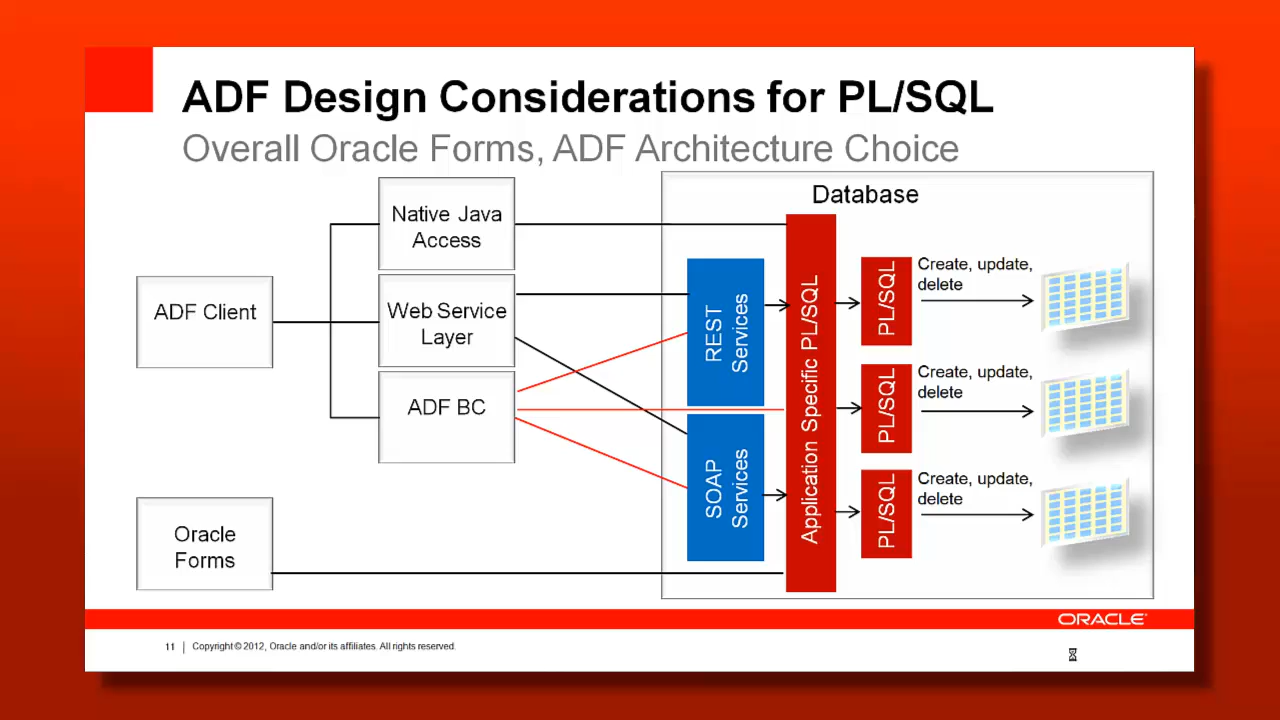 ADF Design Considerations for PL/SQL
Overall Oracle Forms, ADF Architecture Choice
Database
Native Java
Access
Web Service
Layer
ADF BC
ADF Client
Oracle
Forms
REST
Services
SOAP
Services
Application Specific PL/SQL
PL/SQL
Create, update,
delete
PL/SQL
Create, update,
delete
PL/SQL
Create, update,
delete
ORACLE
11 | Copyright © 2012, Oracle and/or its affiliates. All rights reserved.